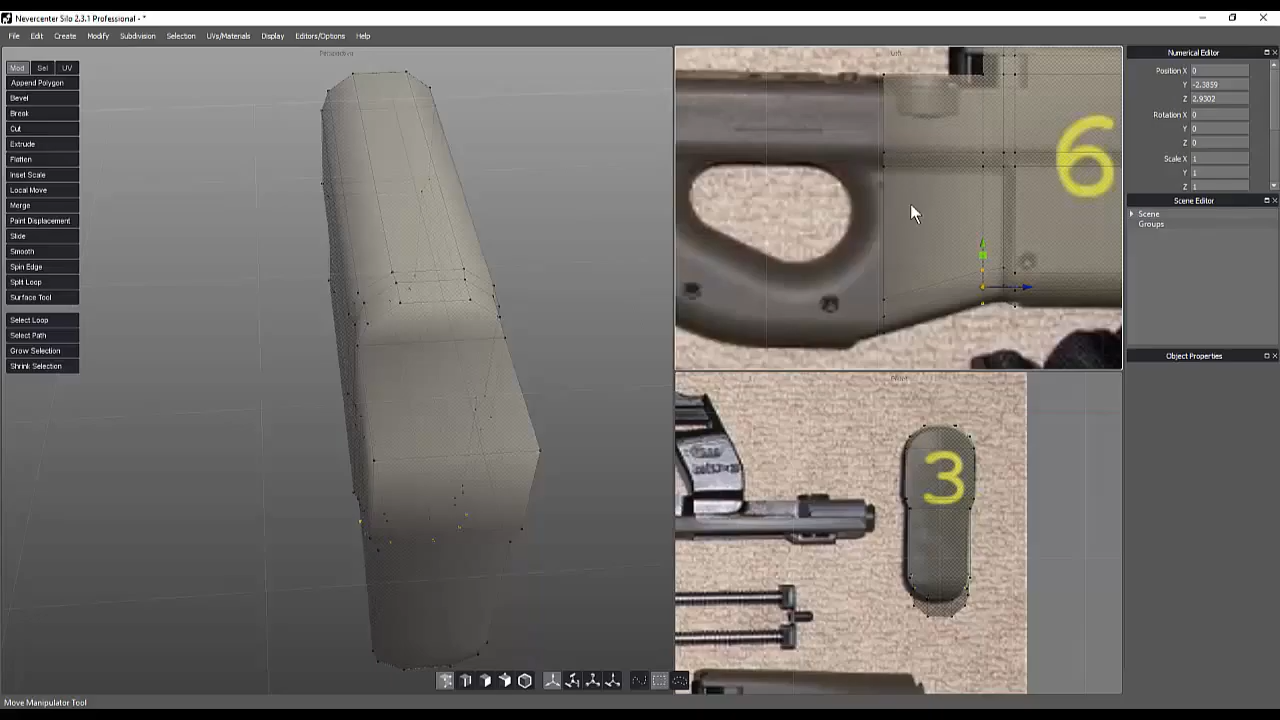 Nevercenter Silo 2.3.1 Professional - *
File Edit Create Modify Subdivision Selection UVs/Materials Display Editors/Options Help
Perspective
Left
Mod Sel UV
Append Polygon
Bevel
Break
Cut
Extrude
Flatten
Inset Scale
Local Move
Merge
Paint Displacement
Slide
Smooth
Spin Edge
Split Loop
Surface Tool
Select Loop
Select Path
Grow Selection
Shrink Selection
6
3
Numerical Editor
Position X 0
Y -2.3859
Z 2.9302
Rotation X 0
Y 0
Z 0
Scale X 1
Y 1
Z 1
Scene Editor
Scene
Groups
Object Properties
Move Manipulator Tool